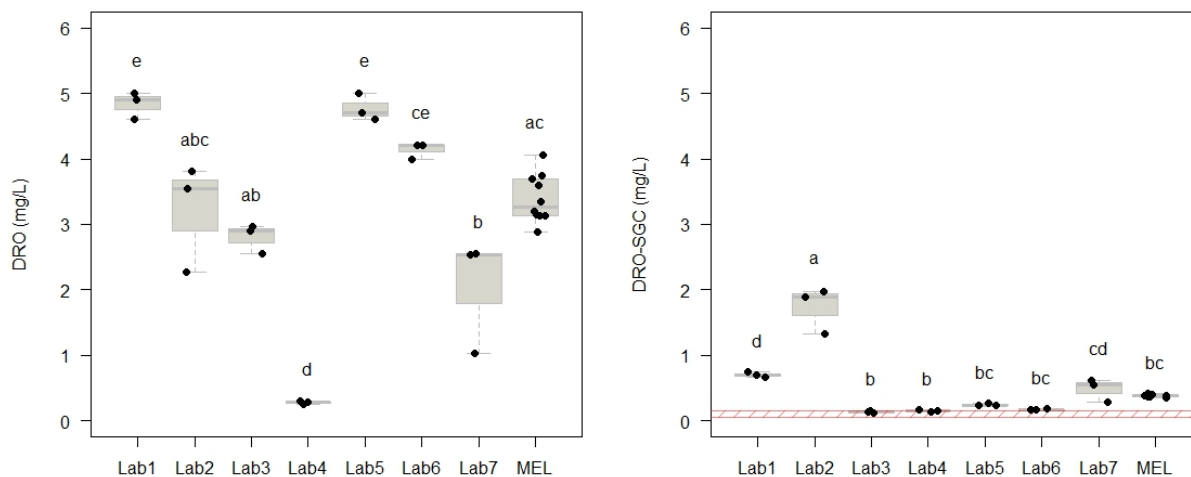 DRO (mg/L)
6
5
4
3
2
1
0
e
abc
ab
d
e
ce
b
ac
Lab1 Lab2 Lab3 Lab4 Lab5 Lab6 Lab7 MEL
DRO-SGC (mg/L)
6
5
4
3
2
1
0
d
a
b
b
bc
bc
cd
bc
Lab1 Lab2 Lab3 Lab4 Lab5 Lab6 Lab7 MEL